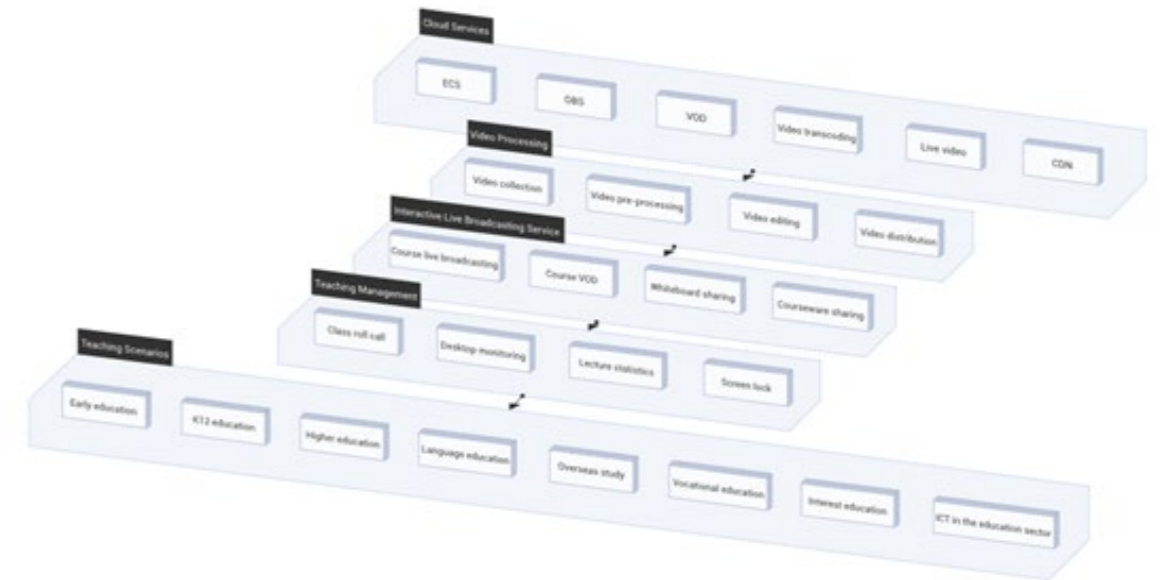 Cloud Services
ECS
OBS
VOD
Video transcoding
Live video
CDN
Video Processing
Video collection
Video pre-processing
Video editing
Video distribution
Interactive Live Broadcasting Service
Course live broadcasting
Course VOD
Whiteboard sharing
Courseware sharing
Teaching Management
Class roll-call
Desktop monitoring
Lecture statistics
Screen lock
Teaching Scenarios
Early education
K12 education
Higher education
Language education
Overseas study
Vocational education
Interest education
ICT in the education sector